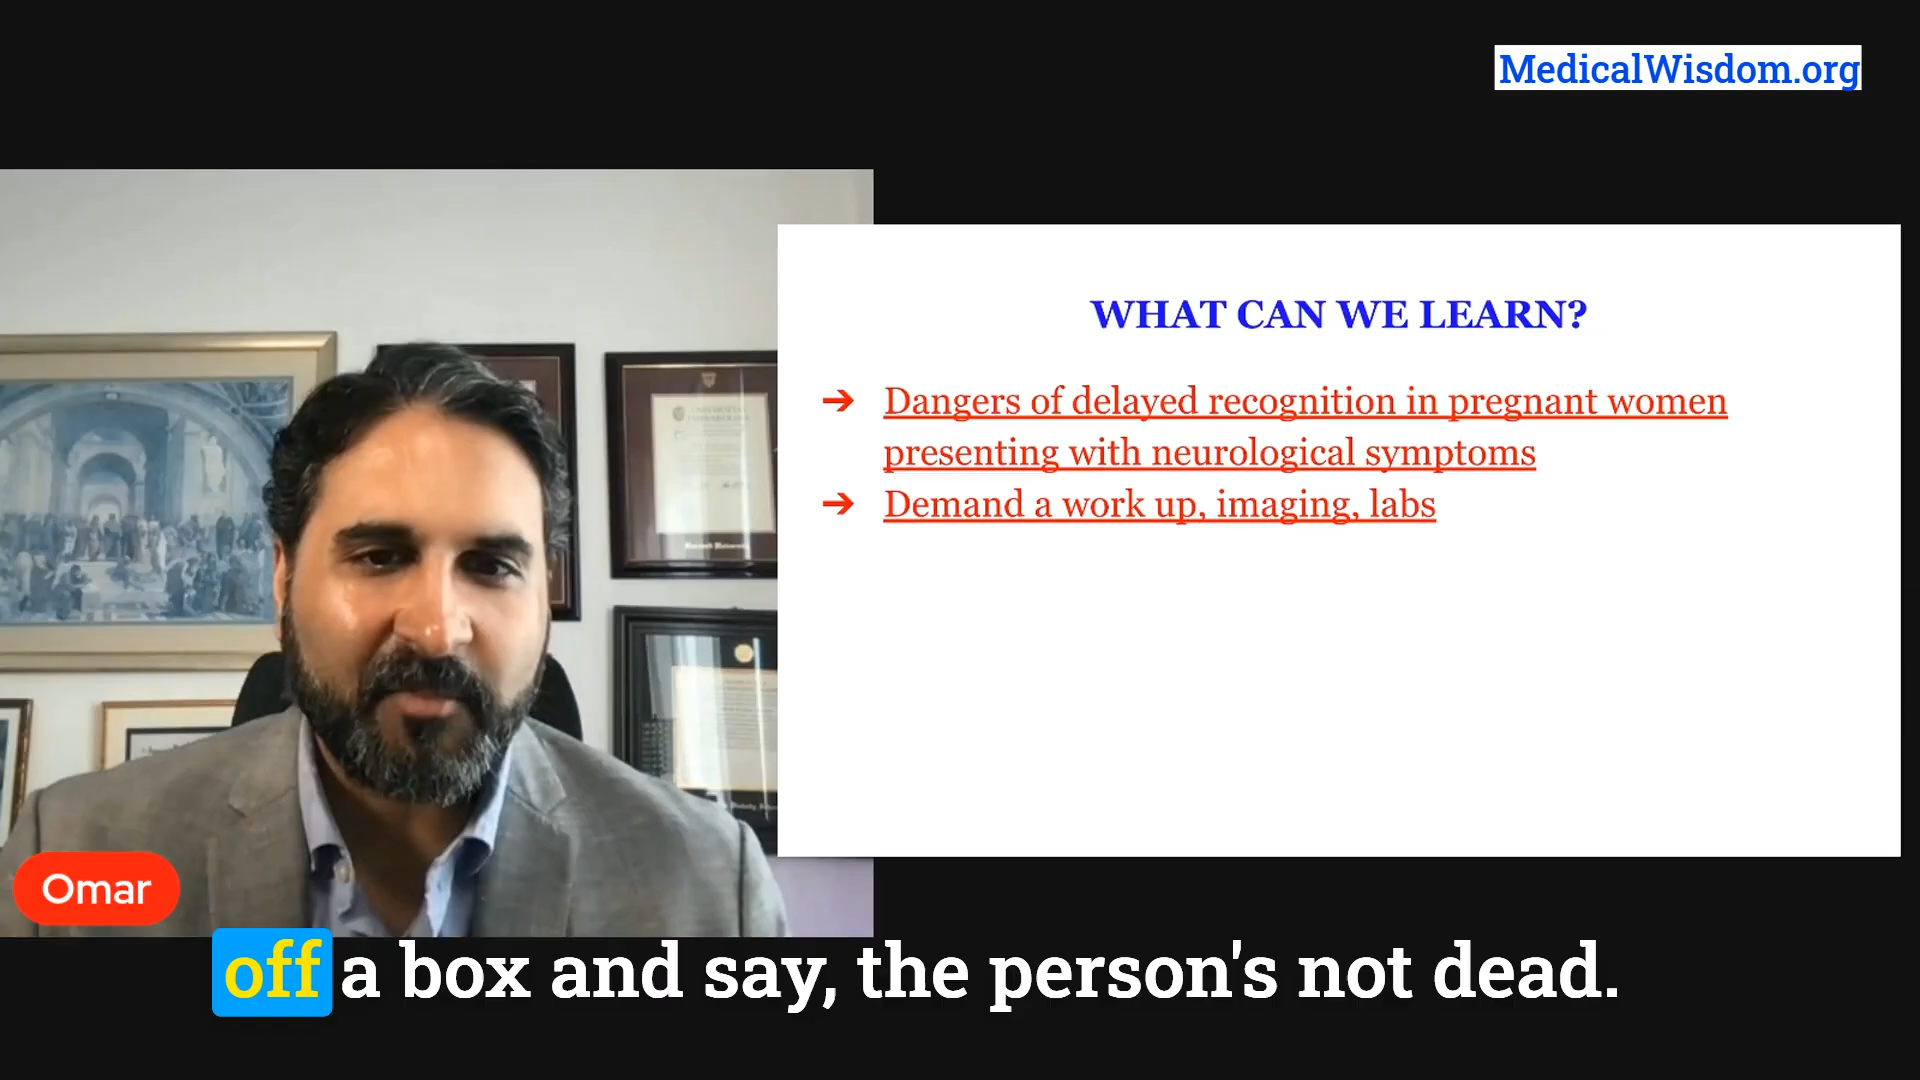 MedicalWisdom.org
WHAT CAN WE LEARN?
➔ Dangers of delayed recognition in pregnant women
presenting with neurological symptoms
➔ Demand a work up, imaging, labs
Omar
off a box and say, the person's not dead.